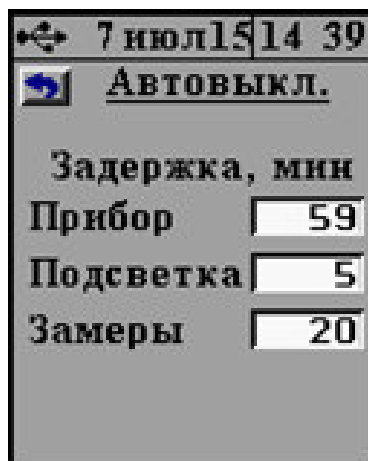 7 июл15 14 39
Автовыкл.
Задержка, мин
Прибор 59
Подсветка 5
Замеры 20